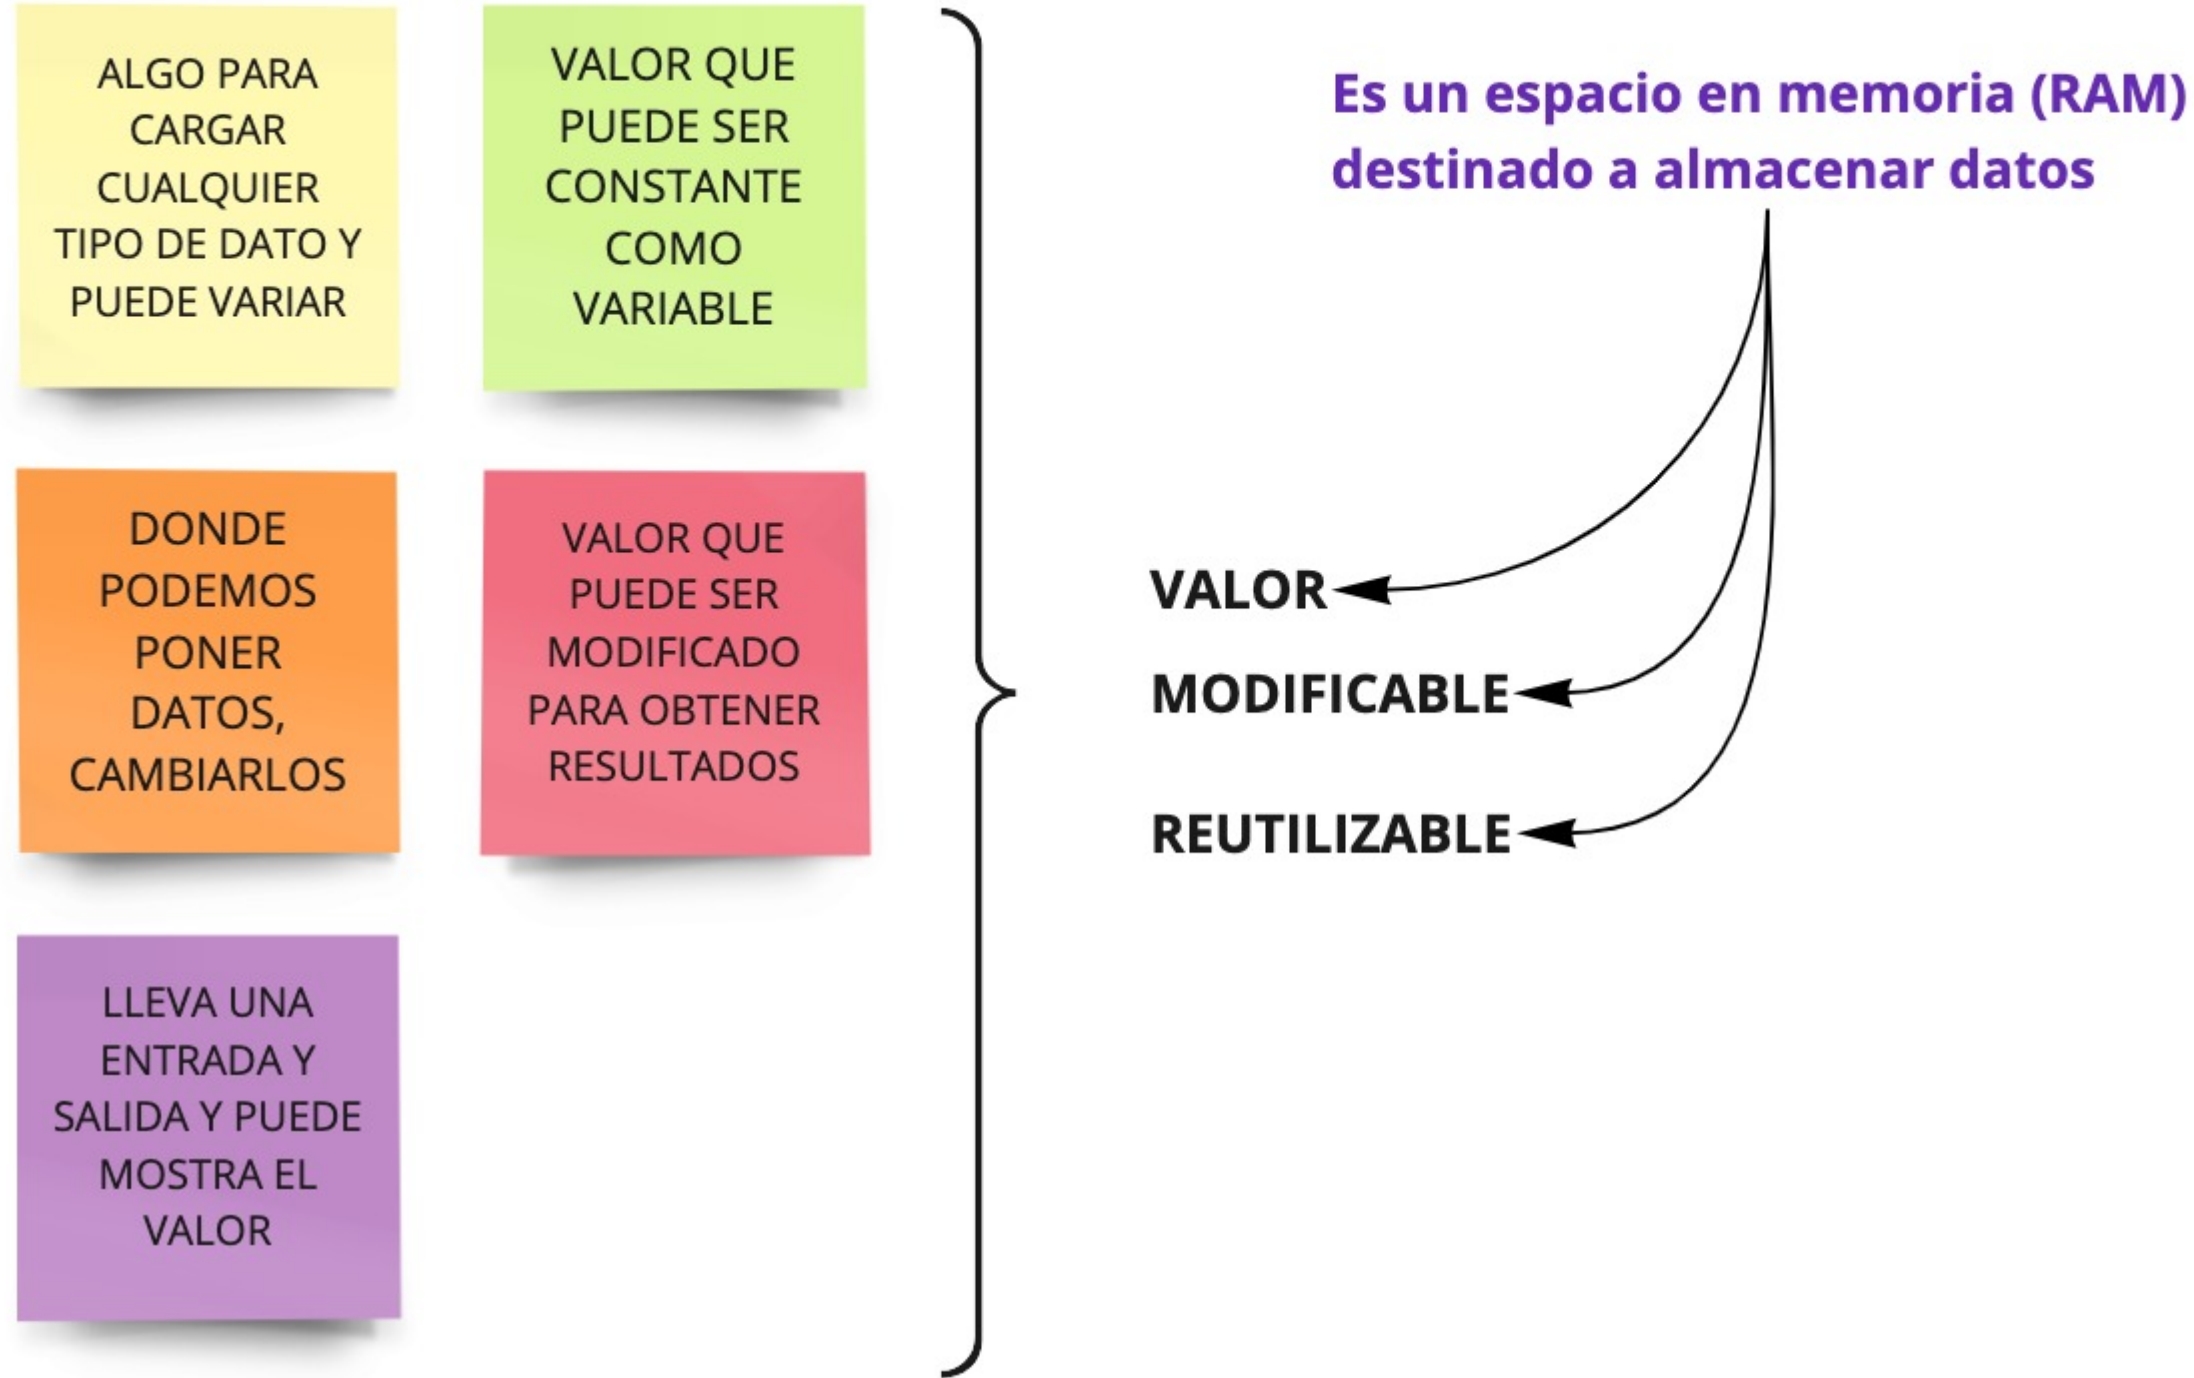 ALGO PARA
CARGAR
CUALQUIER
TIPO DE DATO Y
PUEDE VARIAR
VALOR QUE
PUEDE SER
CONSTANTE
COMO
VARIABLE
DONDE
PODEMOS
PONER
DATOS,
CAMBIARLOS
VALOR QUE
PUEDE SER
MODIFICADO
PARA OBTENER
RESULTADOS
LLEVA UNA
ENTRADA Y
SALIDA Y PUEDE
MOSTRA EL
VALOR
Es un espacio en memoria (RAM)
destinado a almacenar datos
VALOR
MODIFICABLE
REUTILIZABLE